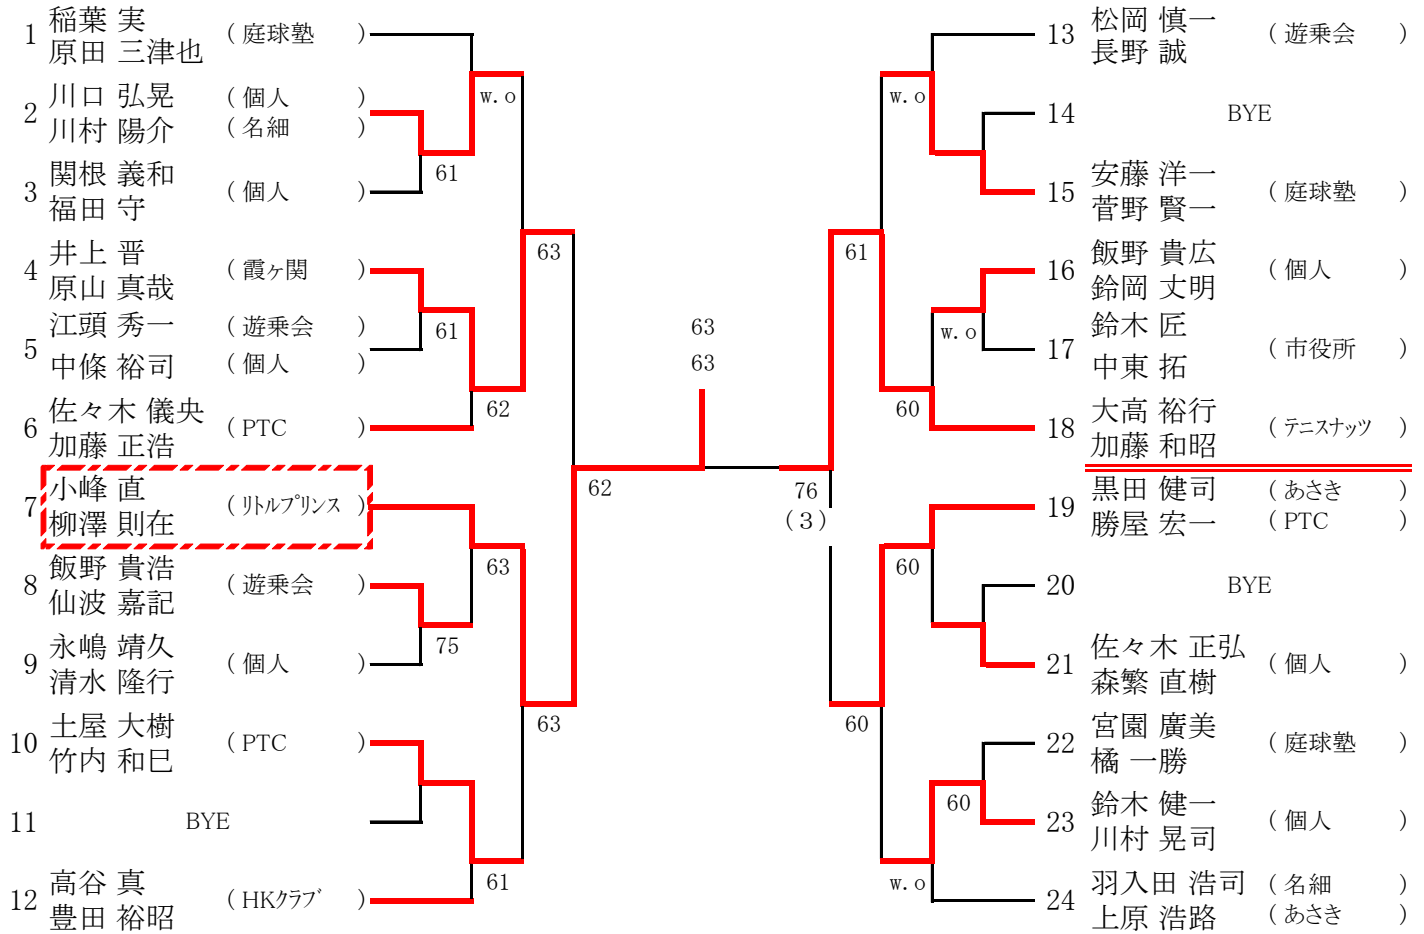 1 稲葉 実
原田 三津也
( 庭球塾 )
2 川口 弘晃 ( 個人 )
川村 陽介 ( 名細 )
3 関根 義和
福田 守
( 個人 )
4 井上 晋
原山 真哉
( 霞ヶ関 )
5 江頭 秀一 ( 遊乗会 )
中條 裕司 ( 個人 )
6 佐々木 儀央
加藤 正浩
( PTC )
7 小峰 直
柳澤 則在
( ﾘﾄﾙﾌﾟﾘﾝｽ )
8 飯野 貴浩
仙波 嘉記
( 遊乗会 )
9 永嶋 靖久
清水 隆行
( 個人 )
10 土屋 大樹
竹内 和巳
( PTC )
11 BYE
12 高谷 真
豊田 裕昭
( HKｸﾗﾌﾞ )
w.o
61
63
61
62
62
63
75
63
61
63
63
76
(3)
w.o
61
w.o
60
60
60
60
w.o
13 松岡 慎一
長野 誠
( 遊乗会 )
14 BYE
15 安藤 洋一
菅野 賢一
( 庭球塾 )
16 飯野 貴広
鈴岡 丈明
( 個人 )
17 鈴木 匠
中東 拓
( 市役所 )
18 大高 裕行
加藤 和昭
( ﾃﾆｽﾅｯﾂ )
19 黒田 健司 ( あさき )
勝屋 宏一 ( PTC )
20 BYE
21 佐々木 正弘
森繁 直樹
( 個人 )
22 宮園 廣美
橘 一勝
( 庭球塾 )
23 鈴木 健一
川村 晃司
( 個人 )
24 羽入田 浩司 ( 名細 )
上原 浩路 ( あさき )